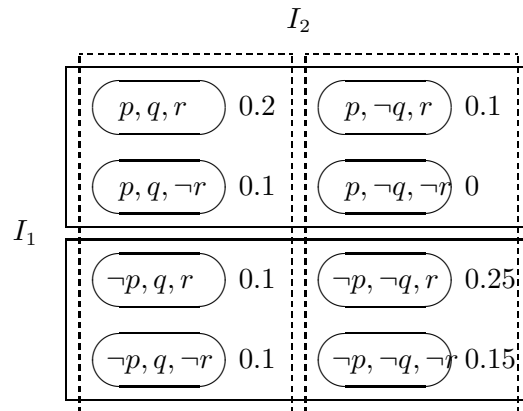 I₂
p, q, r 0.2 p, ¬q, r 0.1
p, q, ¬r 0.1 p, ¬q, ¬r 0
I₁
¬p, q, r 0.1 ¬p, ¬q, r 0.25
¬p, q, ¬r 0.1 ¬p, ¬q, ¬r 0.15